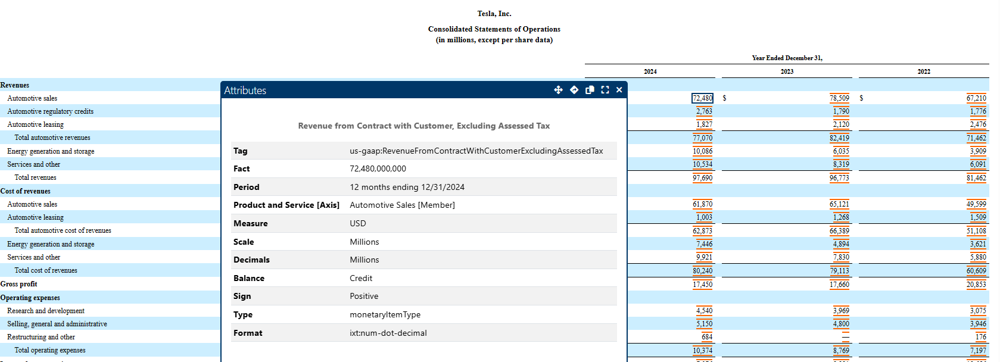 Tesla, Inc.
Consolidated Statements of Operations
(in millions, except per share data)
Year Ended December 31,
2024 2023 2022
Revenues
Automotive sales 72,480 $ 78,509 $ 67,210
Automotive regulatory credits 2,763 1,790 1,776
Automotive leasing 1,827 2,120 2,476
Total automotive revenues 77,070 82,419 71,462
Energy generation and storage 10,086 6,035 3,909
Services and other 10,534 8,319 6,091
Total revenues 97,690 96,773 81,462
Cost of revenues
Automotive sales 61,870 65,121 49,599
Automotive leasing 1,003 1,268 1,509
Total automotive cost of revenues 62,873 66,389 51,108
Energy generation and storage 7,446 4,894 3,621
Services and other 9,921 7,830 5,880
Total cost of revenues 80,240 79,113 60,609
Gross profit 17,450 17,660 20,853
Operating expenses
Research and development 4,540 3,969 3,075
Selling, general and administrative 5,150 4,800 3,946
Restructuring and other 684 — 176
Total operating expenses 10,374 8,769 7,197
Attributes
Revenue from Contract with Customer, Excluding Assessed Tax
Tag us-gaap:RevenueFromContractWithCustomerExcludingAssessedTax
Fact 72,480,000,000
Period 12 months ending 12/31/2024
Product and Service [Axis] Automotive Sales [Member]
Measure USD
Scale Millions
Decimals Millions
Balance Credit
Sign Positive
Type monetaryItemType
Format ixt:num-dot-decimal